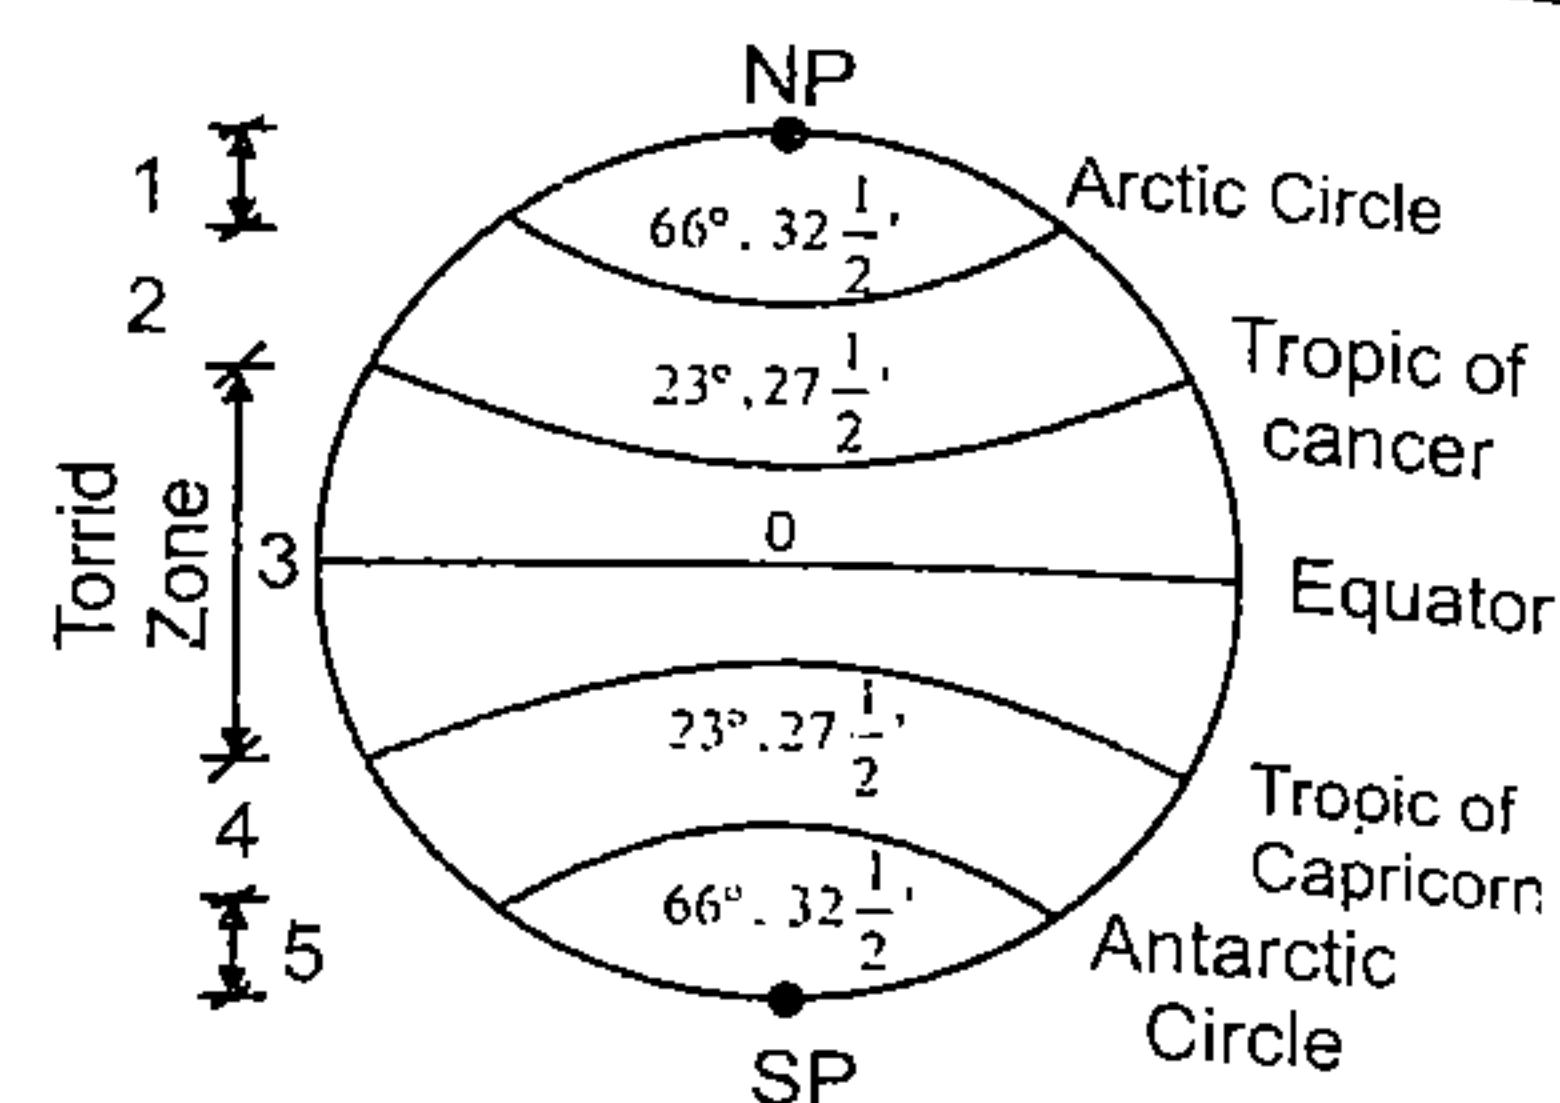 NP
1
Arctic Circle
66°. 32 1/2'
2
Tropic of
cancer
23°.27 1/2'
Torrid
Zone
3
0
Equator
23°.27 1/2'
Tropic of
Capricorn
4
66°. 32 1/2'
5
Antarctic
Circle
SP